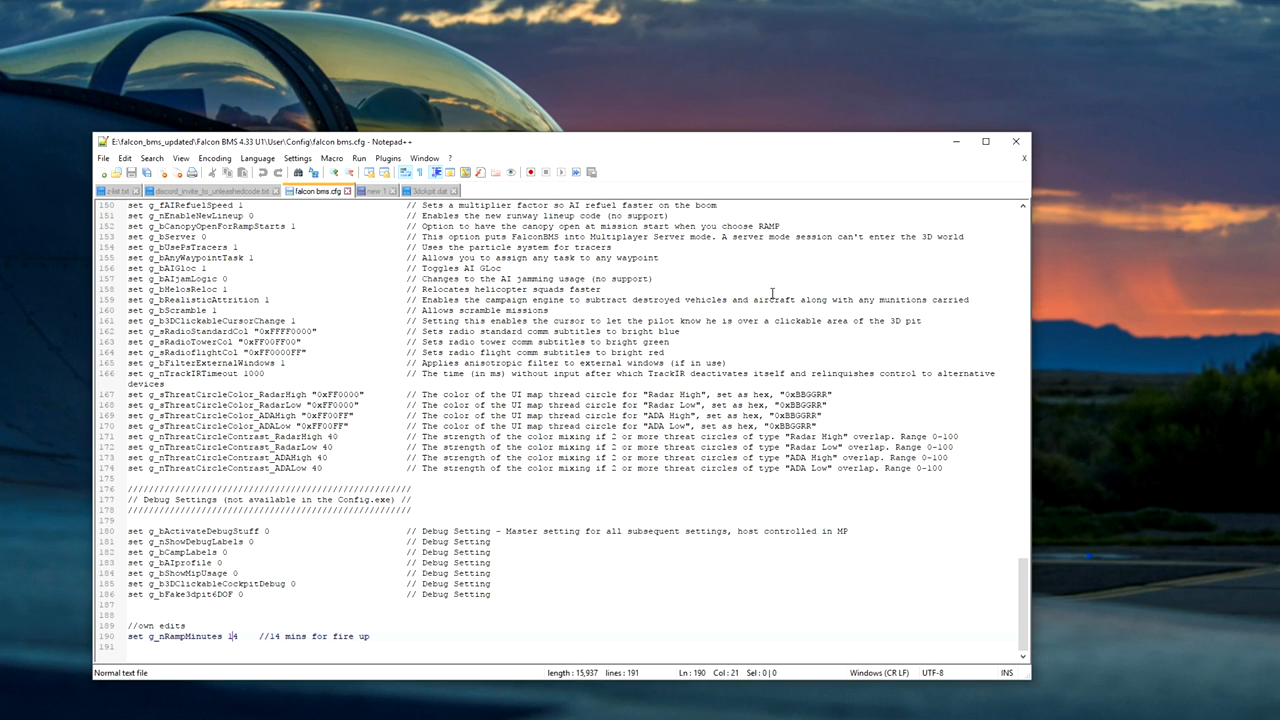 E:\falcon_bms_updated\Falcon BMS 4.33 U1\User\Config\falcon bms.cfg - Notepad++
File Edit Search View Encoding Language Settings Macro Run Plugins Window ? X
z-list.txt discord_invite_to_unleashedcode.txt falcon bms.cfg new 1 3dckpit.dat
150 set g_fAIRefuelSpeed 1 // Sets a multiplier factor so AI refuel faster on the boom
151 set g_nEnableNewLineup 0 // Enables the new runway lineup code (no support)
152 set g_bCanopyOpenForRampStarts 1 // Option to have the canopy open at mission start when you choose RAMP
153 set g_bServer 0 // This option puts FalconBMS into Multiplayer Server mode. A server mode session can't enter the 3D world
154 set g_bUsePsTracers 1 // Uses the particle system for tracers
155 set g_bAnyWaypointTask 1 // Allows you to assign any task to any waypoint
156 set g_bAIGloc 1 // Toggles AI GLoc
157 set g_bAIjamLogic 0 // Changes to the AI jamming usage (no support)
158 set g_bHelosReloc 1 // Relocates helicopter squads faster
159 set g_bRealisticAttrition 1 // Enables the campaign engine to subtract destroyed vehicles and aircraft along with any munitions carried
160 set g_bScramble 1 // Allows scramble missions
161 set g_b3DClickableCursorChange 1 // Setting this enables the cursor to let the pilot know he is over a clickable area of the 3D pit
162 set g_sRadioStandardCol "0xFFFF0000" // Sets radio standard comm subtitles to bright blue
163 set g_sRadioTowerCol "0xFF00FF00" // Sets radio tower comm subtitles to bright green
164 set g_sRadioflightCol "0xFF0000FF" // Sets radio flight comm subtitles to bright red
165 set g_bFilterExternalWindows 1 // Applies anisotropic filter to external windows (if in use)
166 set g_nTrackIRTimeout 1000 // The time (in ms) without input after which TrackIR deactivates itself and relinquishes control to alternative
devices
167 set g_sThreatCircleColor_RadarHigh "0xFF0000" // The color of the UI map thread circle for "Radar High", set as hex, "0xBBGGRR"
168 set g_sThreatCircleColor_RadarLow "0xFF0000" // The color of the UI map thread circle for "Radar Low", set as hex, "0xBBGGRR"
169 set g_sThreatCircleColor_ADAHigh "0xFF00FF" // The color of the UI map thread circle for "ADA High", set as hex, "0xBBGGRR"
170 set g_sThreatCircleColor_ADALow "0xFF00FF" // The color of the UI map thread circle for "ADA Low", set as hex, "0xBBGGRR"
171 set g_nThreatCircleContrast_RadarHigh 40 // The strength of the color mixing if 2 or more threat circles of type "Radar High" overlap. Range 0-100
172 set g_nThreatCircleContrast_RadarLow 40 // The strength of the color mixing if 2 or more threat circles of type "Radar Low" overlap. Range 0-100
173 set g_nThreatCircleContrast_ADAHigh 40 // The strength of the color mixing if 2 or more threat circles of type "ADA High" overlap. Range 0-100
174 set g_nThreatCircleContrast_ADALow 40 // The strength of the color mixing if 2 or more threat circles of type "ADA Low" overlap. Range 0-100
175
176 //////////////////////////////////////////////////////
177 // Debug Settings (not available in the Config.exe) //
178 //////////////////////////////////////////////////////
179
180 set g_bActivateDebugStuff 0 // Debug Setting - Master setting for all subsequent settings, host controlled in MP
181 set g_nShowDebugLabels 0 // Debug Setting
182 set g_bCampLabels 0 // Debug Setting
183 set g_bAIprofile 0 // Debug Setting
184 set g_bShowMipUsage 0 // Debug Setting
185 set g_b3DClickableCockpitDebug 0 // Debug Setting
186 set g_bFake3dpit6DOF 0 // Debug Setting
187
188
189 //own edits
190 set g_nRampMinutes 14 //14 mins for fire up
191
Normal text file length : 15,937 lines : 191 Ln : 190 Col : 21 Sel : 0 | 0 Windows (CR LF) UTF-8 INS